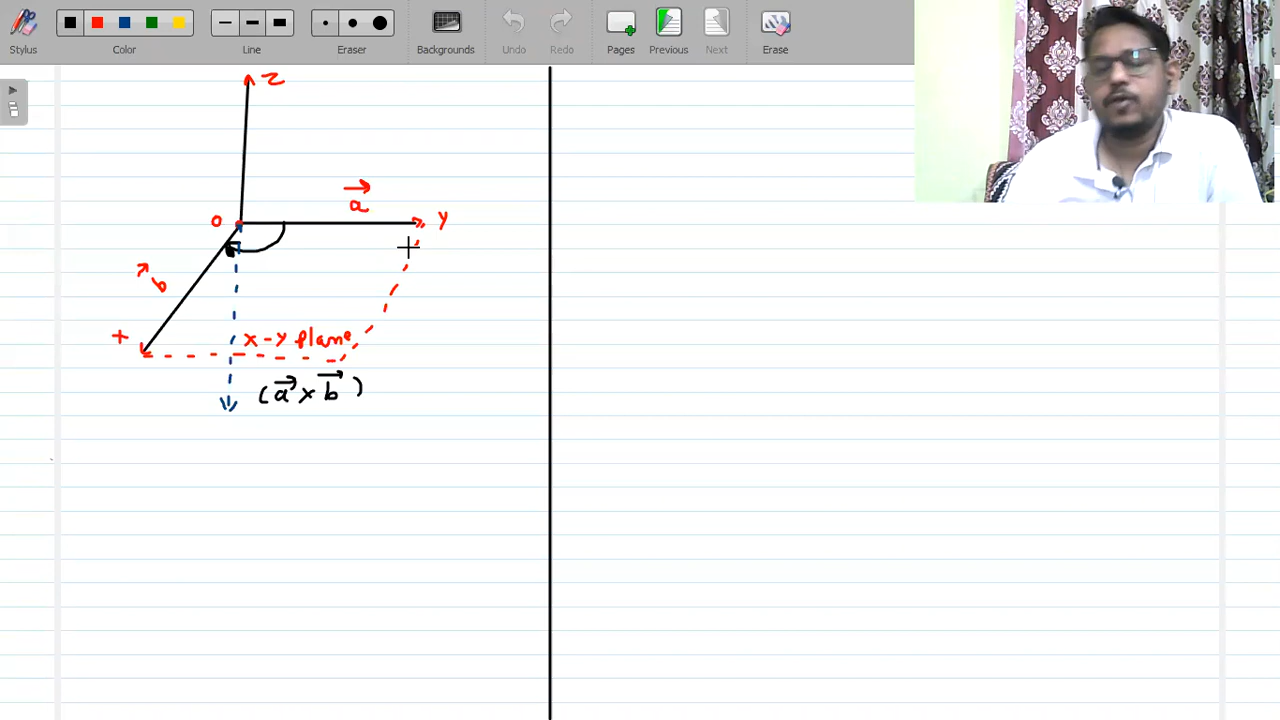 Stylus Color Line Eraser Backgrounds Undo Redo Pages Previous Next Erase
z
a
o y
b
x
x - y plane
(a × b)